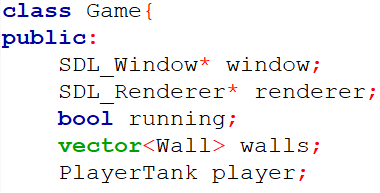 class Game{
public:
    SDL_Window* window;
    SDL_Renderer* renderer;
    bool running;
    vector<Wall> walls;
    PlayerTank player;